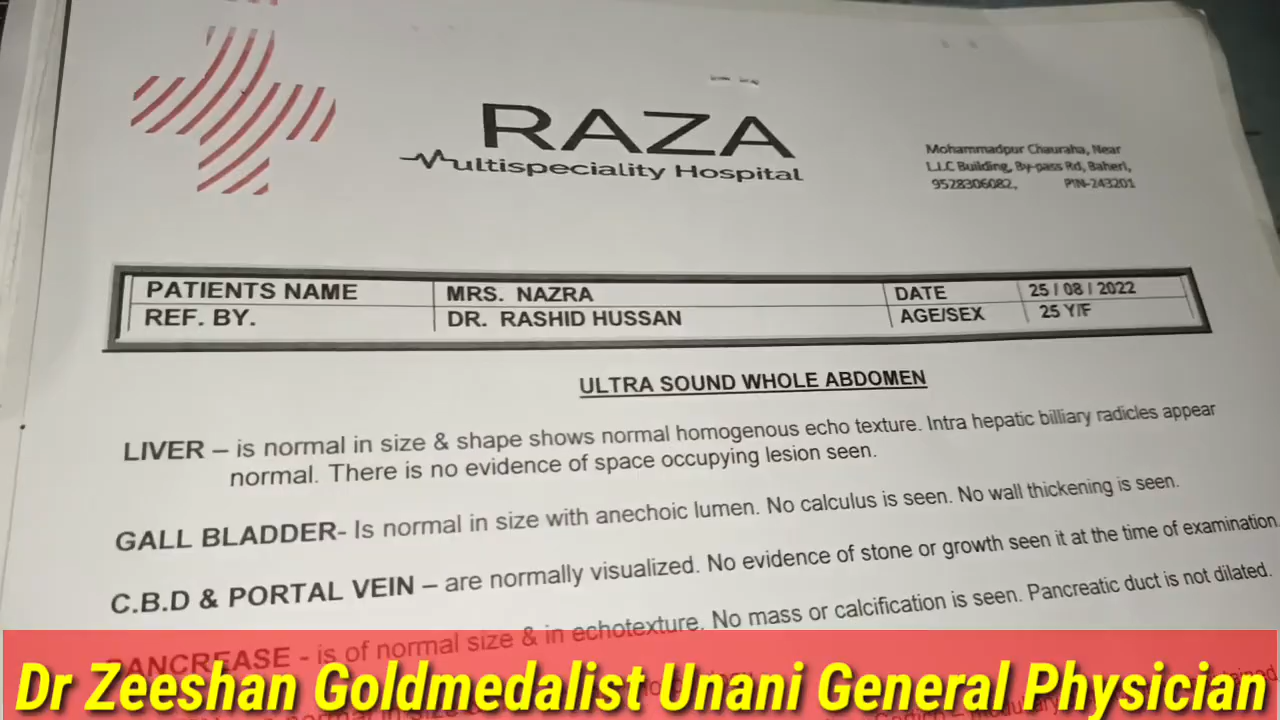 RAZA
Multispeciality Hospital
Mohammadpur Chauraha, Near
L.I.C Building, By-pass Rd, Baheri,
9528306082, PIN-243201
PATIENTS NAME MRS. NAZRA DATE 25 / 08 / 2022
REF. BY. DR. RASHID HUSSAN AGE/SEX 25 Y/F
ULTRA SOUND WHOLE ABDOMEN
LIVER – is normal in size & shape shows normal homogenous echo texture. Intra hepatic billiary radicles appear
normal. There is no evidence of space occupying lesion seen.
GALL BLADDER- Is normal in size with anechoic lumen. No calculus is seen. No wall thickening is seen.
C.B.D & PORTAL VEIN – are normally visualized. No evidence of stone or growth seen it at the time of examination.
PANCREASE - is of normal size & in echotexture. No mass or calcification is seen. Pancreatic duct is not dilated.
Dr Zeeshan Goldmedalist Unani General Physician